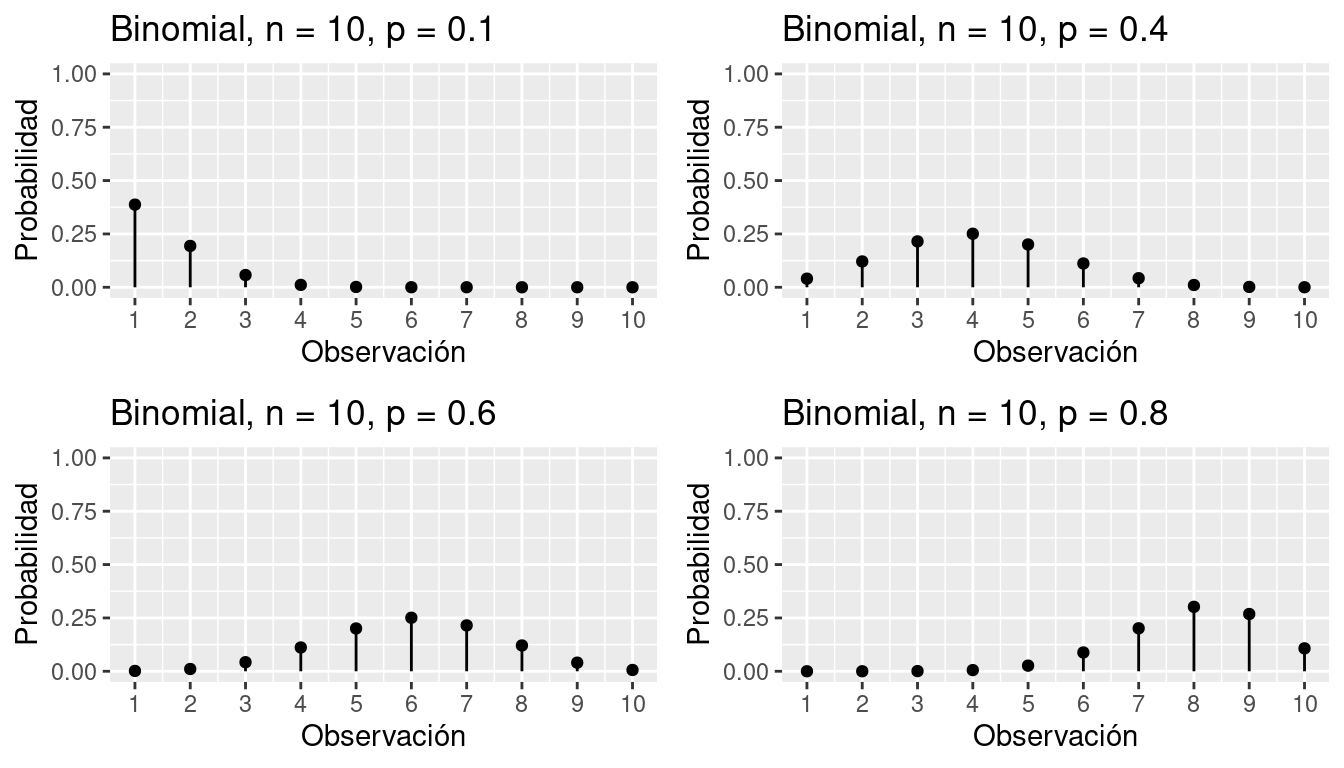 Binomial, n = 10, p = 0.1
1.00
0.75
0.50
0.25
0.00
Probabilidad
1 2 3 4 5 6 7 8 9 10
Observación
Binomial, n = 10, p = 0.4
1.00
0.75
0.50
0.25
0.00
Probabilidad
1 2 3 4 5 6 7 8 9 10
Observación
Binomial, n = 10, p = 0.6
1.00
0.75
0.50
0.25
0.00
Probabilidad
1 2 3 4 5 6 7 8 9 10
Observación
Binomial, n = 10, p = 0.8
1.00
0.75
0.50
0.25
0.00
Probabilidad
1 2 3 4 5 6 7 8 9 10
Observación